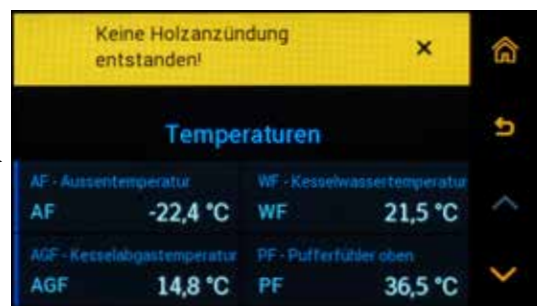 Keine Holzanzündung
entstanden!
Temperaturen
AF - Aussentemperatur
AF -22,4 °C
WF - Kesselwassertemperatur
WF 21,5 °C
AGF - Kesselabgastemperatur
AGF 14,8 °C
PF - Pufferfühler oben
PF 36,5 °C